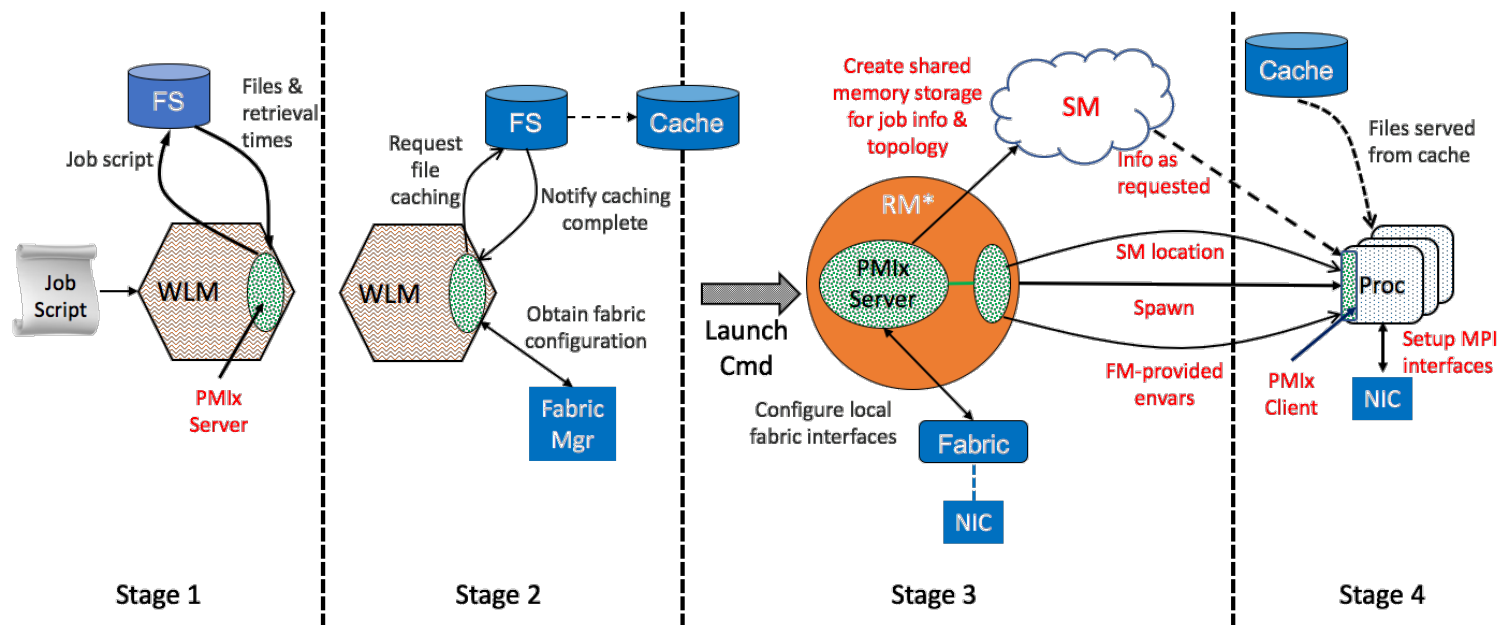 FS
Files &
retrieval
times
Job script
Job
Script
WLM
PMIx
Server
Stage 1
FS
Cache
Request
file
caching
Notify caching
complete
WLM
Obtain fabric
configuration
Fabric
Mgr
Stage 2
Launch
Cmd
Create shared
memory storage
for job info &
topology
SM
Info as
requested
RM*
PMIx
Server
SM location
Spawn
FM-provided
envars
Configure local
fabric interfaces
Fabric
NIC
Stage 3
Cache
Files served
from cache
Proc
Setup MPI
interfaces
PMIx
Client
NIC
Stage 4